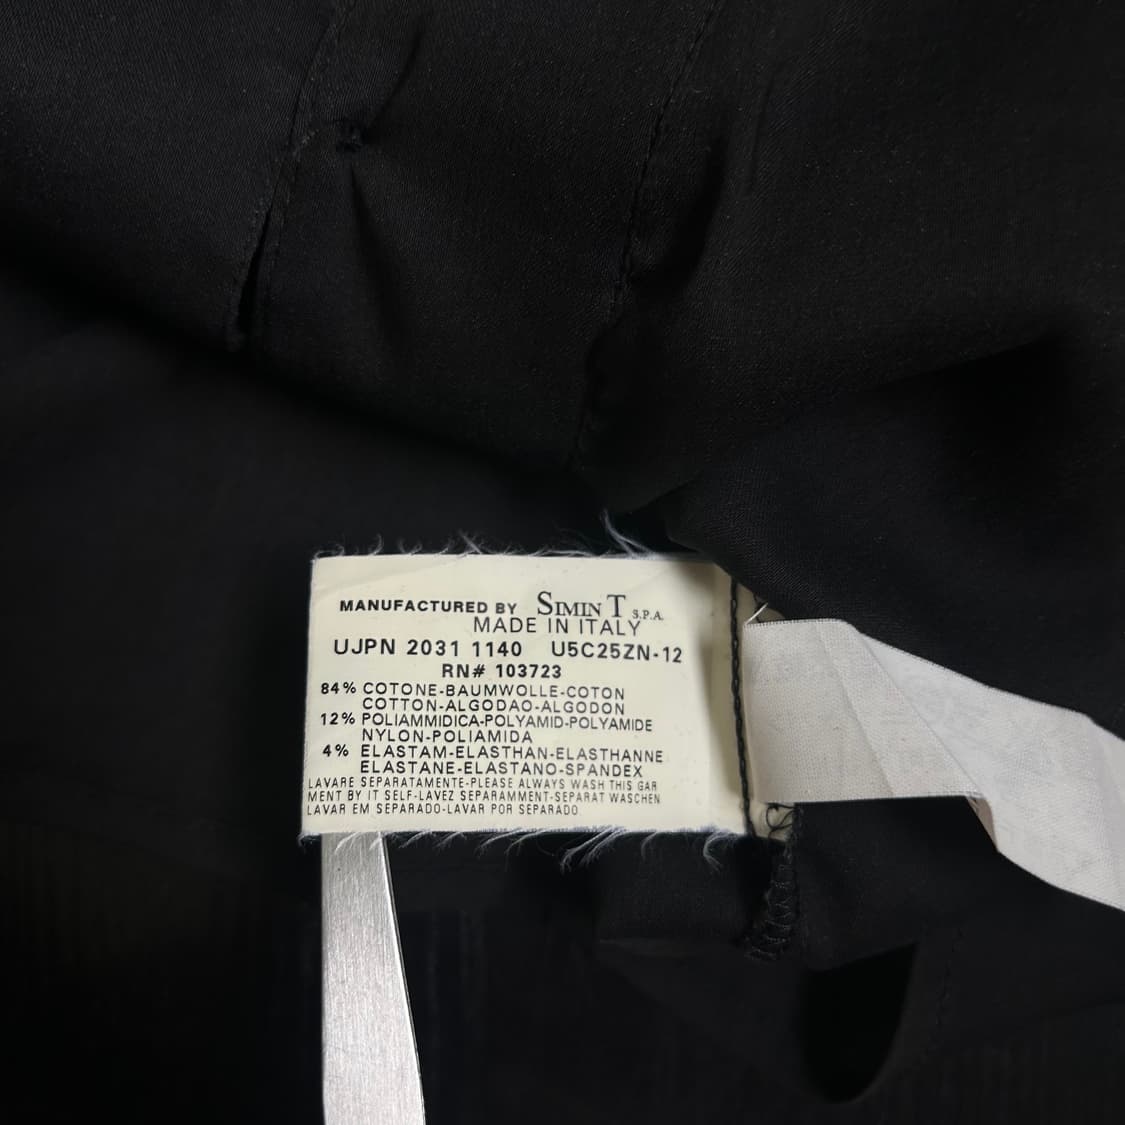 MANUFACTURED BY SIMINT S.P.A.
MADE IN ITALY
UJPN 2031 1140 U5C25ZN-12
RN# 103723
84% COTONE-BAUMWOLLE-COTON
COTTON-ALGODAO-ALGODON
12% POLIAMMIDICA-POLYAMID-POLYAMIDE
NYLON-POLIAMIDA
4% ELASTAM-ELASTHAN-ELASTHANNE
ELASTANE-ELASTANO-SPANDEX
LAVARE SEPARATAMENTE-PLEASE ALWAYS WASH THIS GAR
MENT BY IT SELF-LAVEZ SEPARAMMENT-SEPARAT WASCHEN
LAVAR EM SEPARADO-LAVAR POR SEPARADO